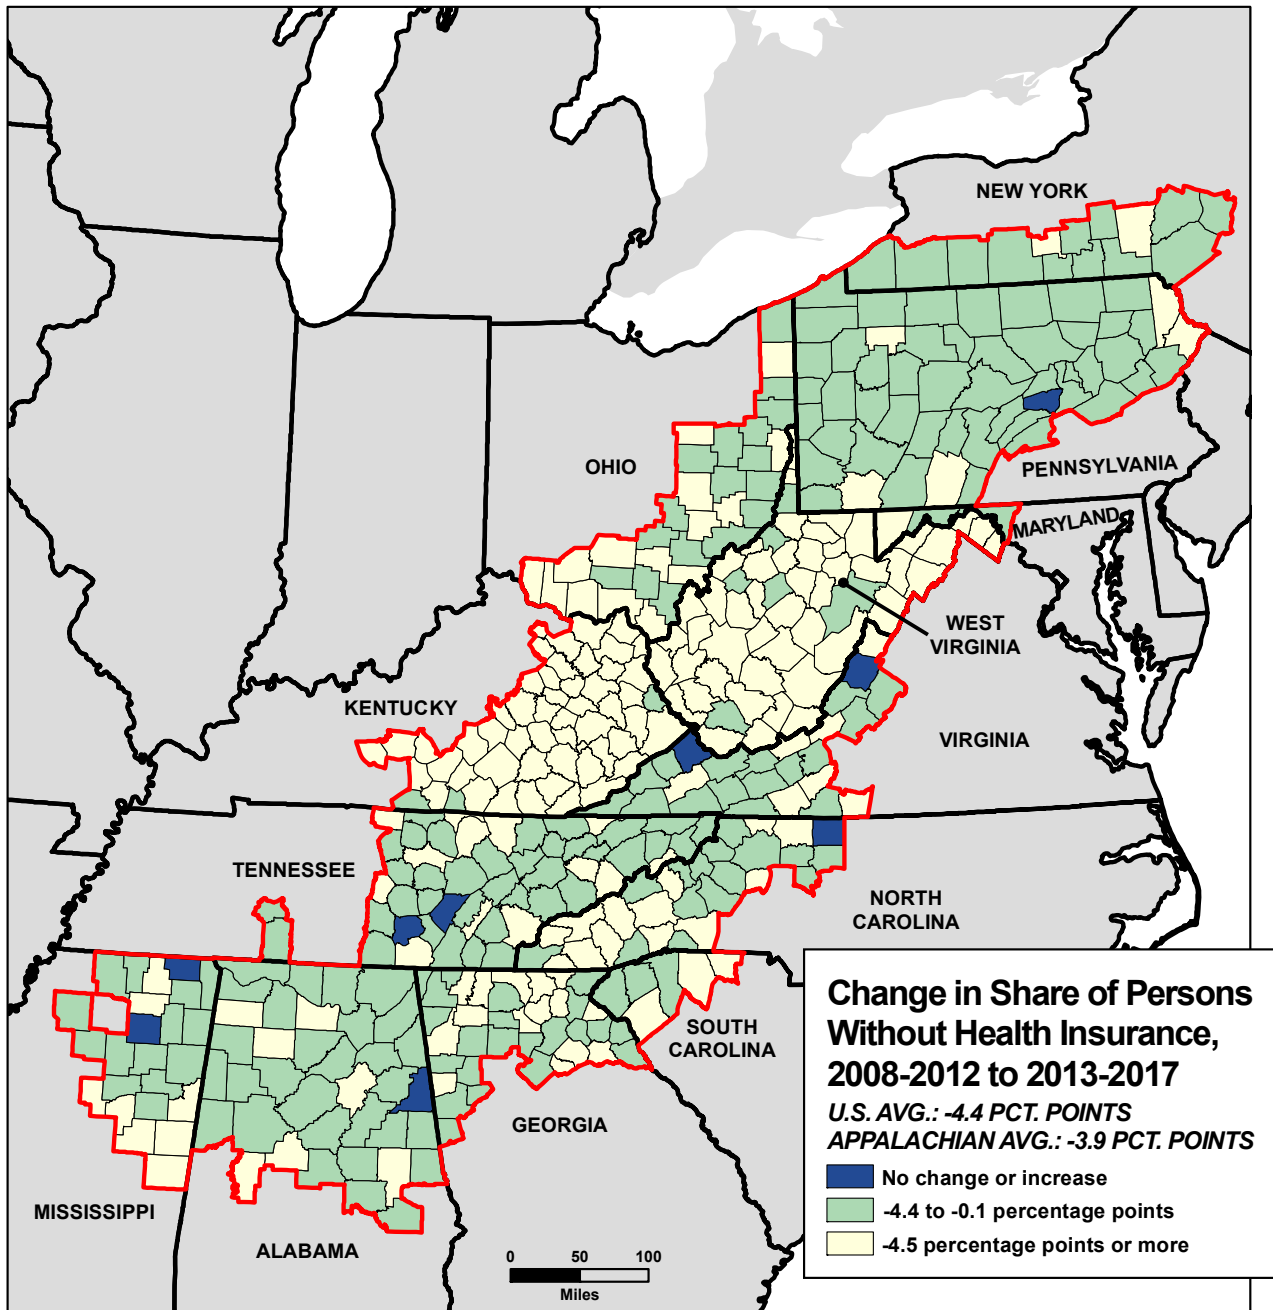 NEW YORK
OHIO
PENNSYLVANIA
MARYLAND
WEST
VIRGINIA
KENTUCKY
VIRGINIA
TENNESSEE
NORTH
CAROLINA
SOUTH
CAROLINA
GEORGIA
MISSISSIPPI
ALABAMA
Change in Share of Persons
Without Health Insurance,
2008-2012 to 2013-2017
U.S. AVG.: -4.4 PCT. POINTS
APPALACHIAN AVG.: -3.9 PCT. POINTS
No change or increase
-4.4 to -0.1 percentage points
-4.5 percentage points or more
0 50 100
Miles